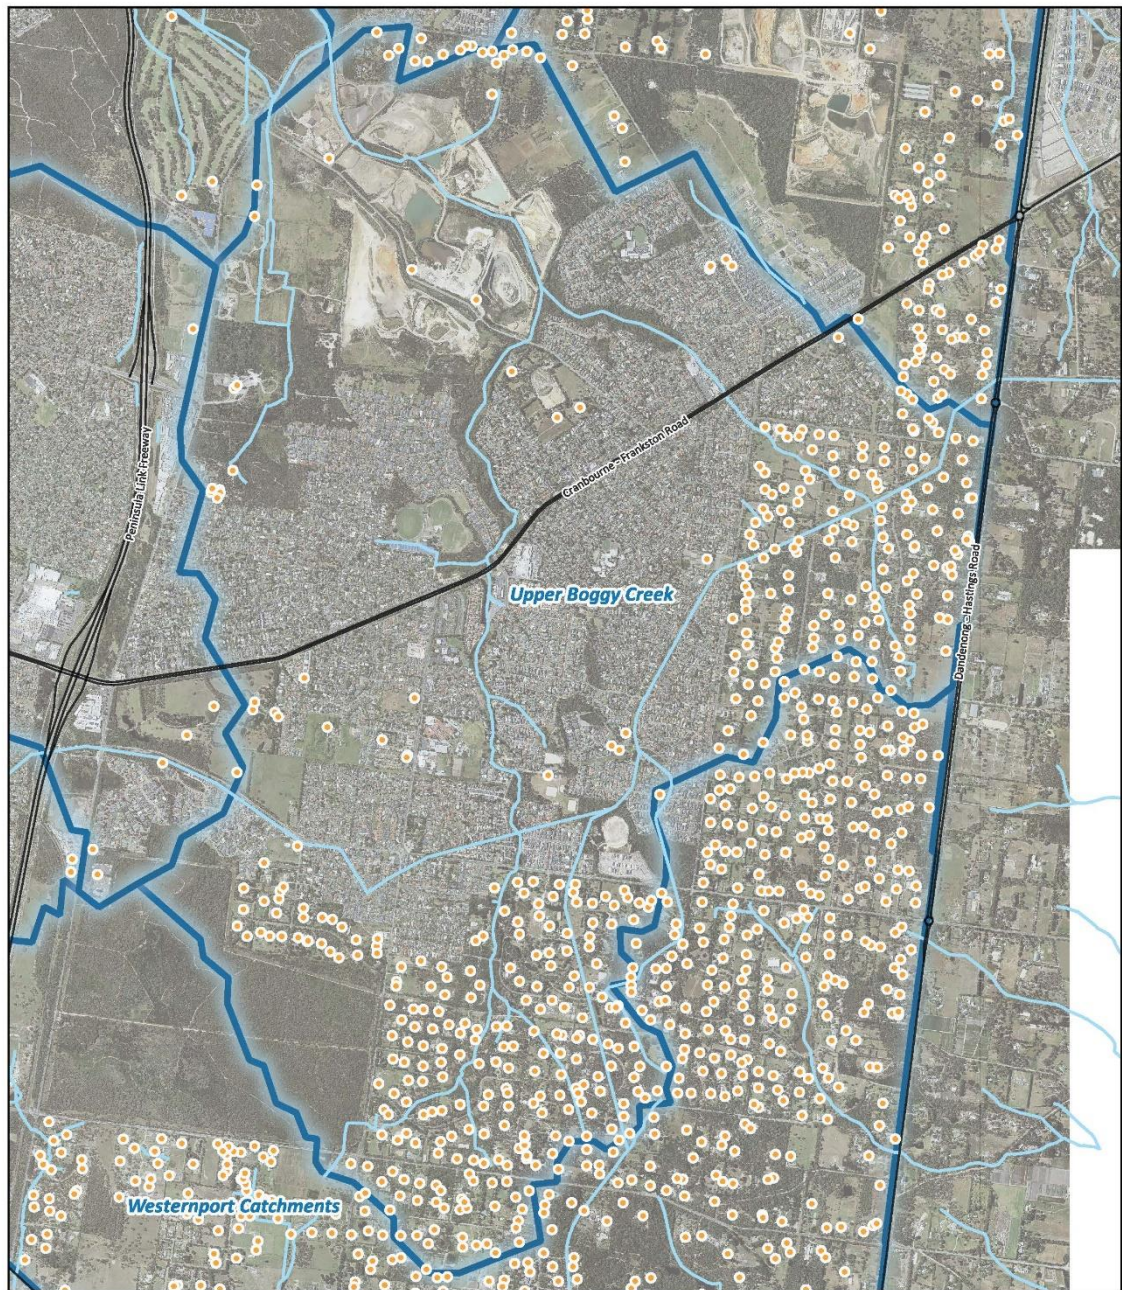 Peninsula Link Freeway
Cranbourne - Frankston Road
Upper Boggy Creek
Dandenong - Hastings Road
Westernport Catchments